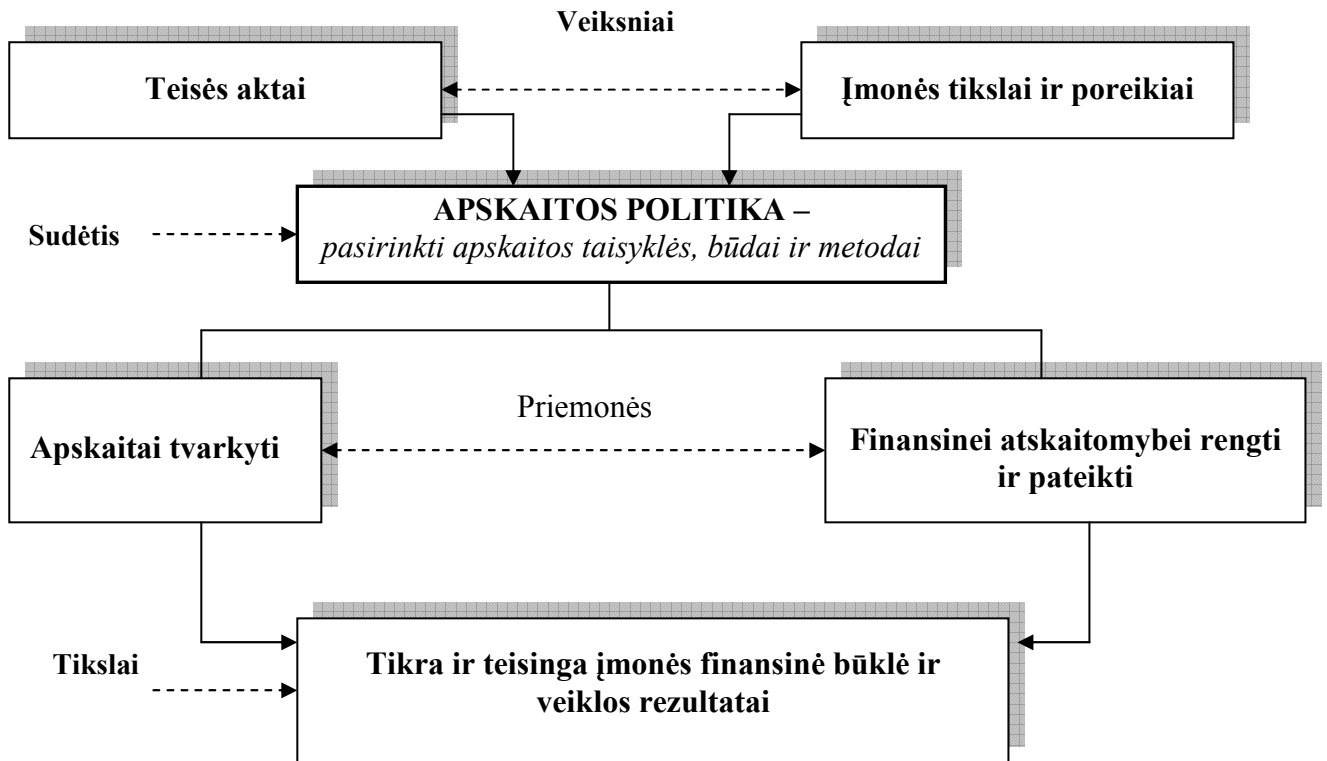 Veiksniai
Teisės aktai
Įmonės tikslai ir poreikiai
APSKAITOS POLITIKA –
pasirinkti apskaitos taisyklės, būdai ir metodai
Sudėtis
Priemonės
Apskaitai tvarkyti
Finansinei atskaitomybei rengti
ir pateikti
Tikslai
Tikra ir teisinga įmonės finansinė būklė ir
veiklos rezultatai